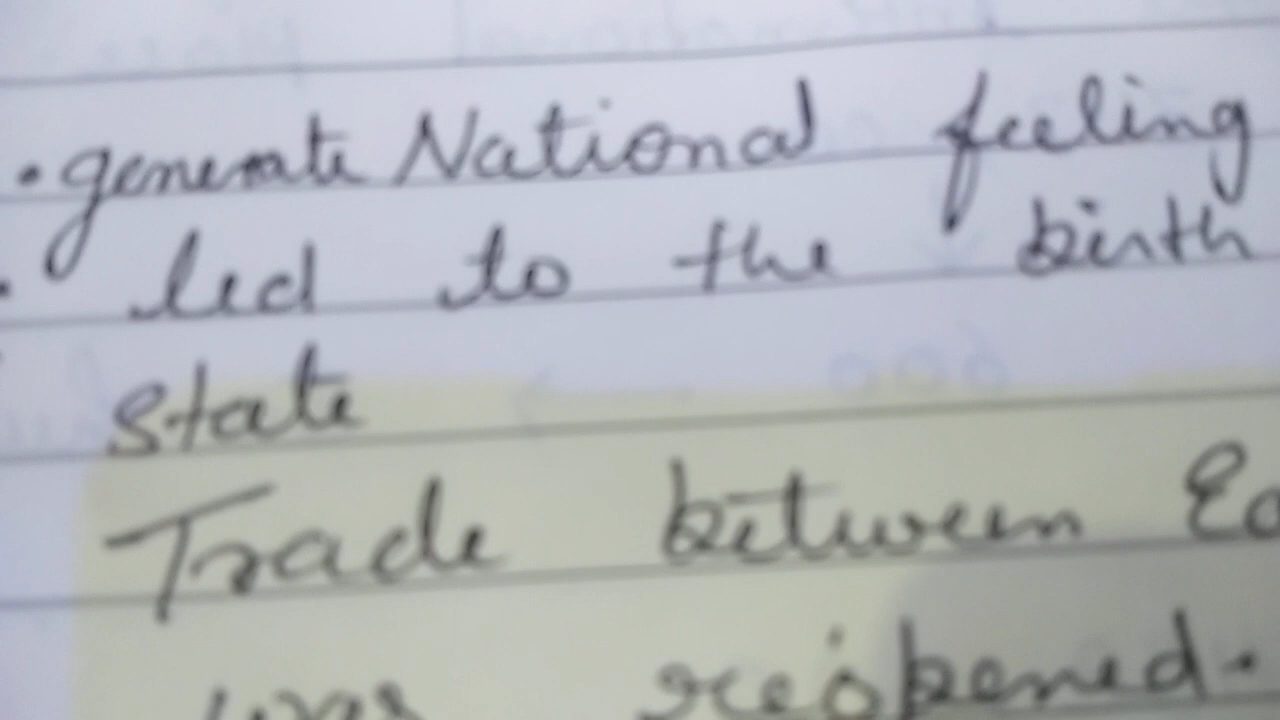 • generate National feeling
• led to the birth
state
Trade between
was reopened.